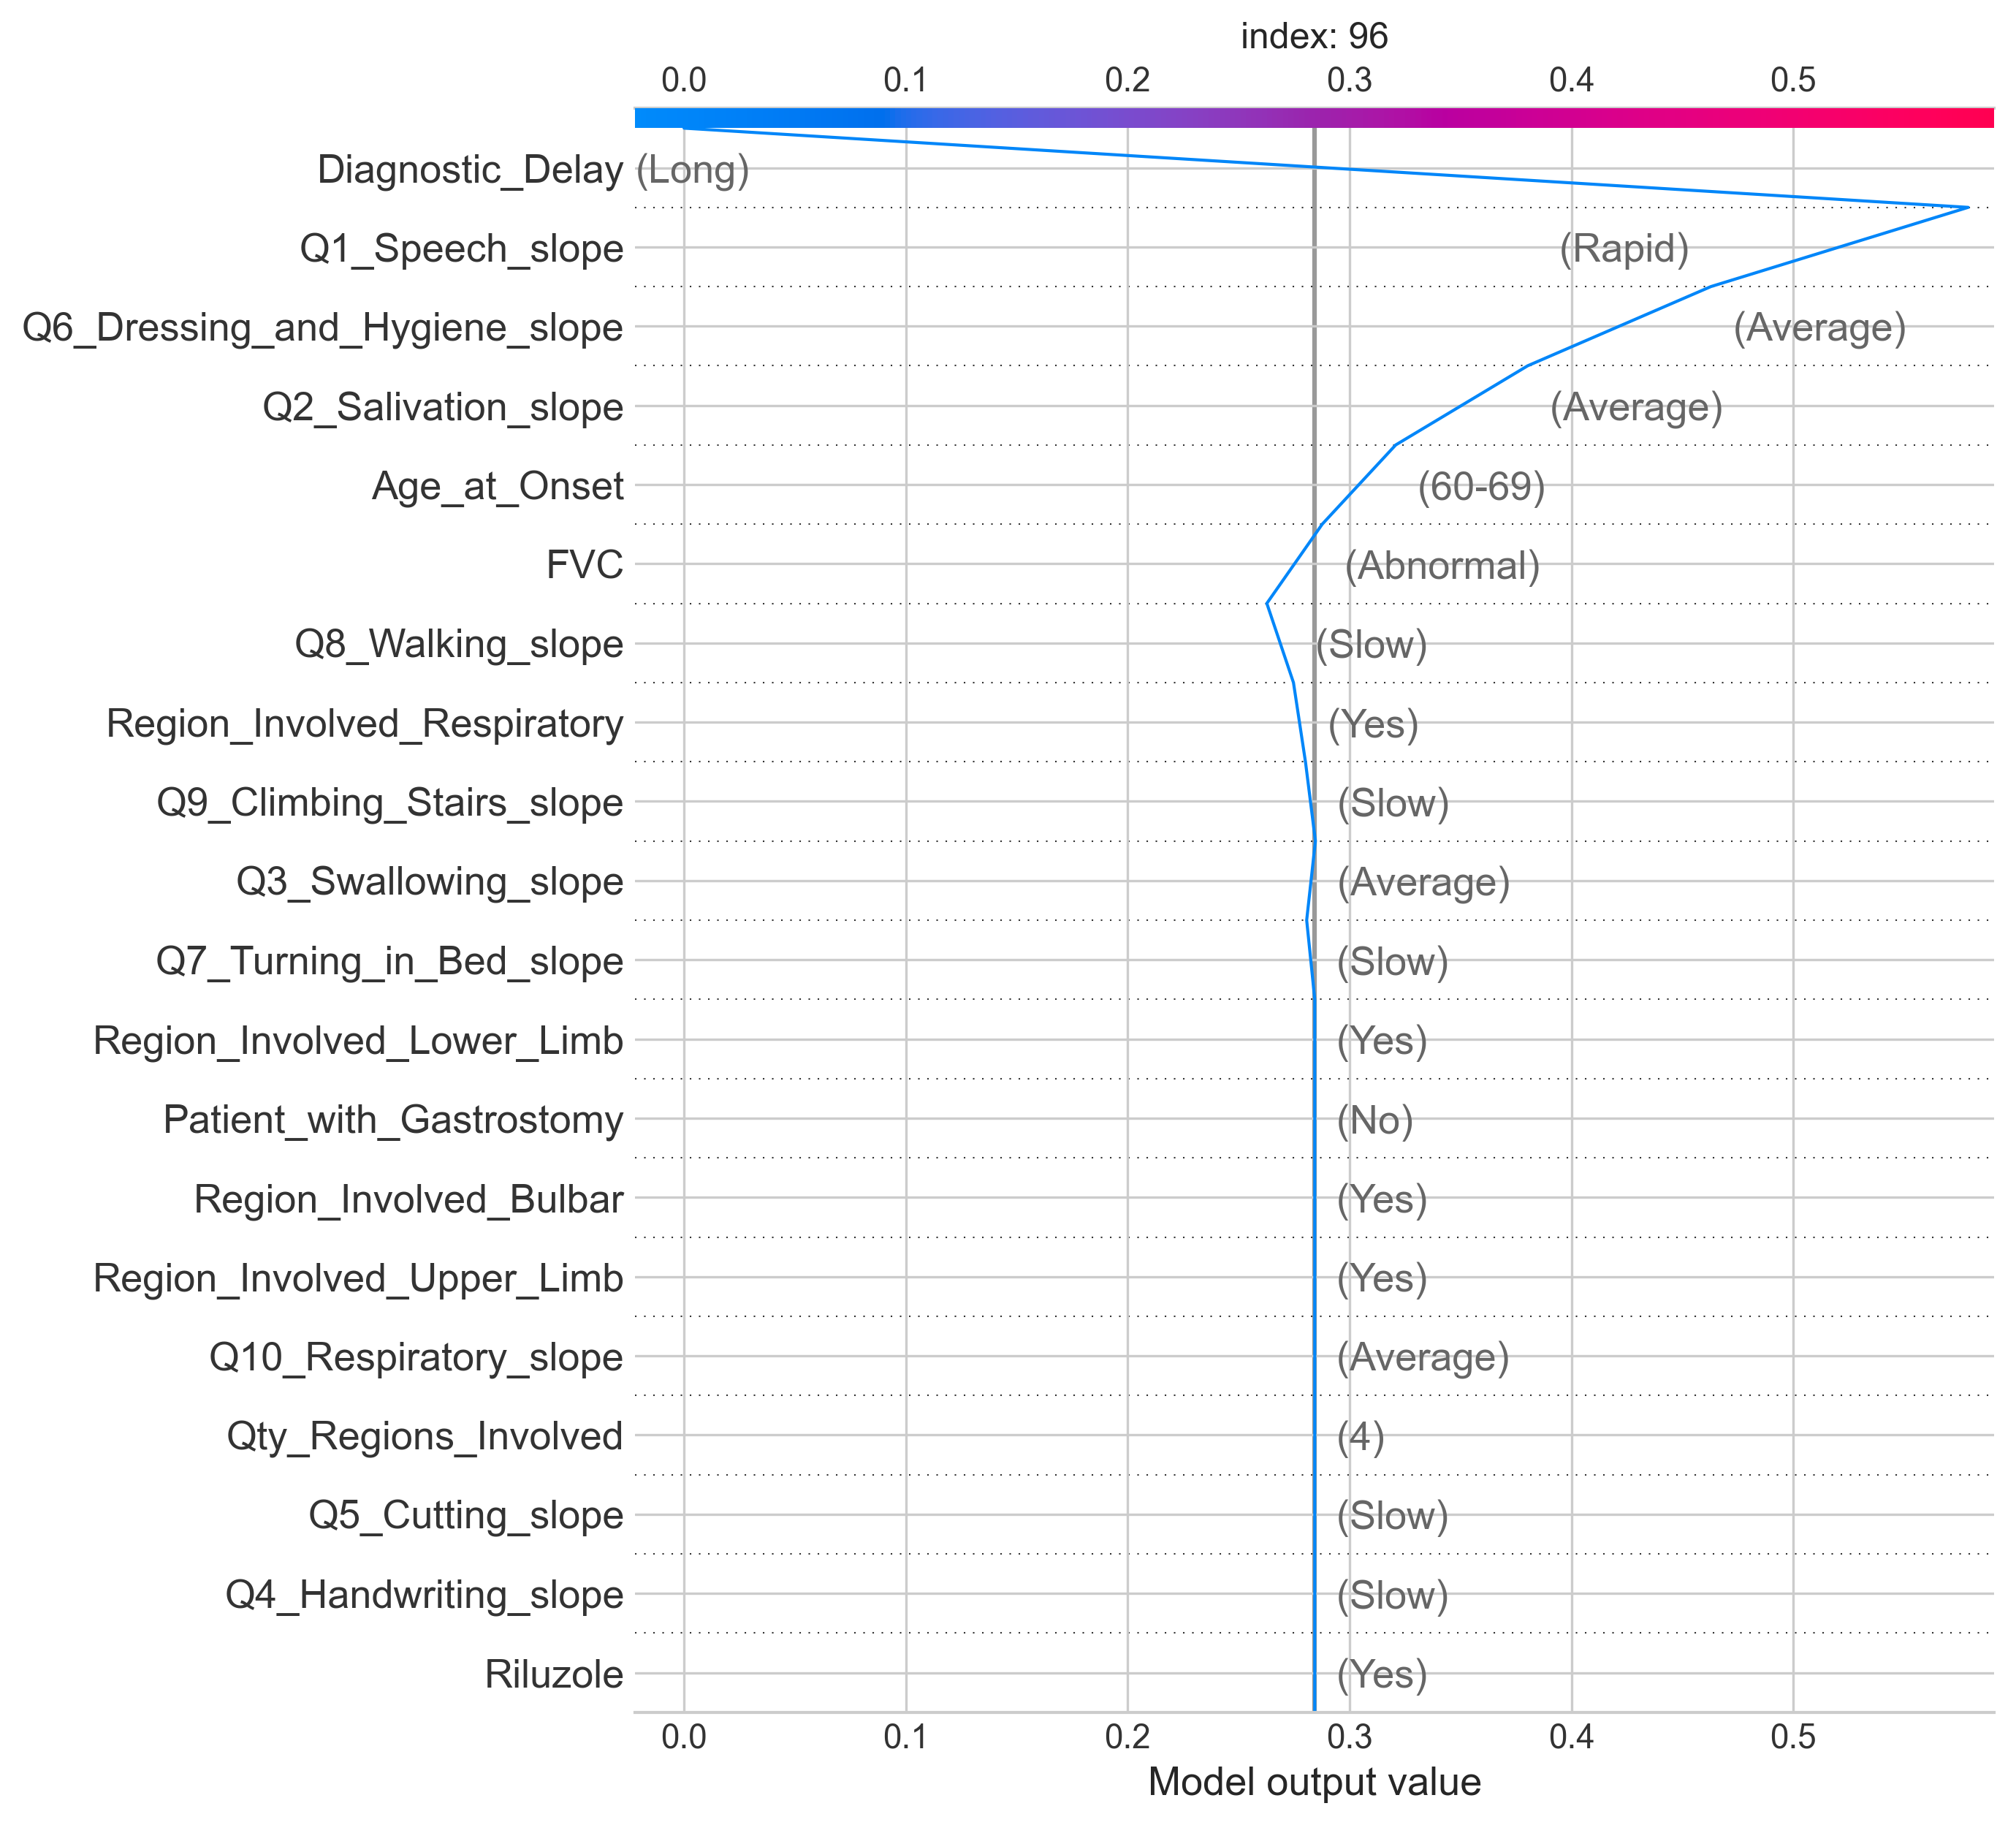 index: 96
0.0 0.1 0.2 0.3 0.4 0.5
Diagnostic_Delay (Long)
Q1_Speech_slope (Rapid)
Q6_Dressing_and_Hygiene_slope (Average)
Q2_Salivation_slope (Average)
Age_at_Onset (60-69)
FVC (Abnormal)
Q8_Walking_slope (Slow)
Region_Involved_Respiratory (Yes)
Q9_Climbing_Stairs_slope (Slow)
Q3_Swallowing_slope (Average)
Q7_Turning_in_Bed_slope (Slow)
Region_Involved_Lower_Limb (Yes)
Patient_with_Gastrostomy (No)
Region_Involved_Bulbar (Yes)
Region_Involved_Upper_Limb (Yes)
Q10_Respiratory_slope (Average)
Qty_Regions_Involved (4)
Q5_Cutting_slope (Slow)
Q4_Handwriting_slope (Slow)
Riluzole (Yes)
0.0 0.1 0.2 0.3 0.4 0.5
Model output value